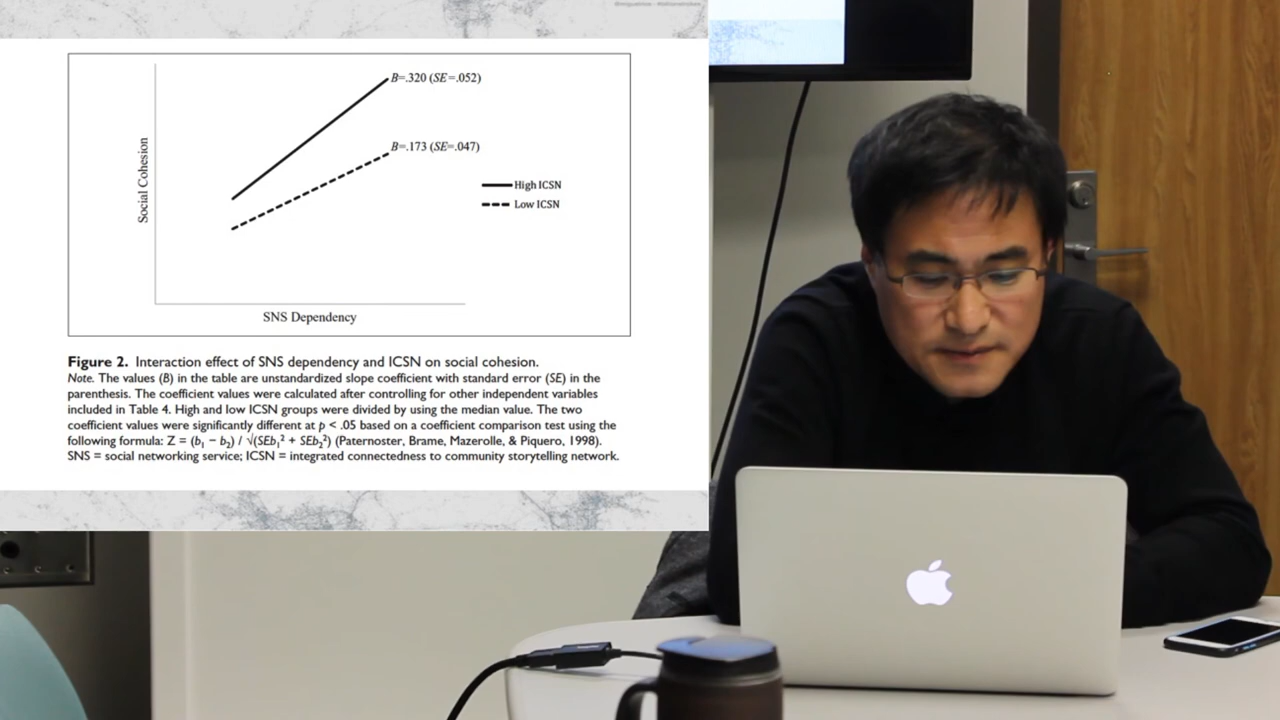 B=.320 (SE=.052)
B=.173 (SE=.047)
Social Cohesion
High ICSN
Low ICSN
SNS Dependency
Figure 2. Interaction effect of SNS dependency and ICSN on social cohesion.
Note. The values (B) in the table are unstandardized slope coefficient with standard error (SE) in the
parenthesis. The coefficient values were calculated after controlling for other independent variables
included in Table 4. High and low ICSN groups were divided by using the median value. The two
coefficient values were significantly different at p < .05 based on a coefficient comparison test using the
following formula: Z = (b₁ − b₂) / √(SEb₁² + SEb₂²) (Paternoster, Brame, Mazerolle, & Piquero, 1998).
SNS = social networking service; ICSN = integrated connectedness to community storytelling network.